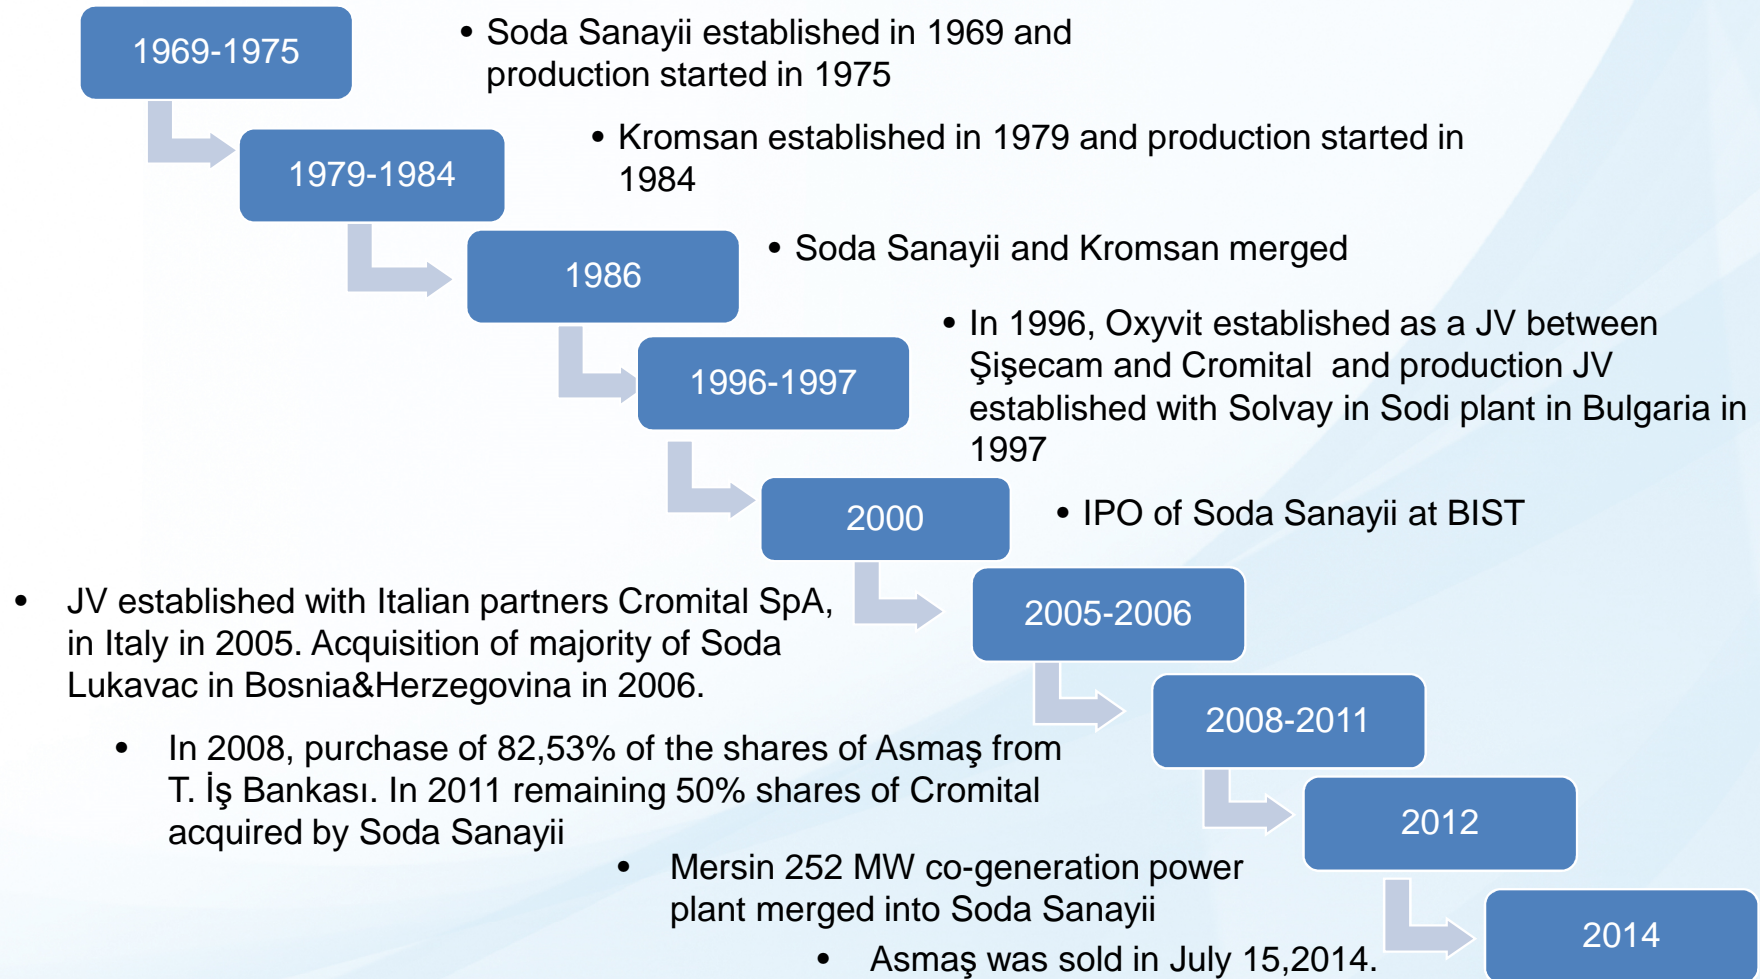 1969-1975
• Soda Sanayii established in 1969 and
production started in 1975
1979-1984
• Kromsan established in 1979 and production started in
1984
1986
• Soda Sanayii and Kromsan merged
1996-1997
• In 1996, Oxyvit established as a JV between
Şişecam and Cromital  and production JV
established with Solvay in Sodi plant in Bulgaria in
1997
2000
• IPO of Soda Sanayii at BIST
2005-2006
• JV established with Italian partners Cromital SpA,
in Italy in 2005. Acquisition of majority of Soda
Lukavac in Bosnia&Herzegovina in 2006.
2008-2011
• In 2008, purchase of 82,53% of the shares of Asmaş from
T. İş Bankası. In 2011 remaining 50% shares of Cromital
acquired by Soda Sanayii
2012
• Mersin 252 MW co-generation power
plant merged into Soda Sanayii
2014
• Asmaş was sold in July 15,2014.